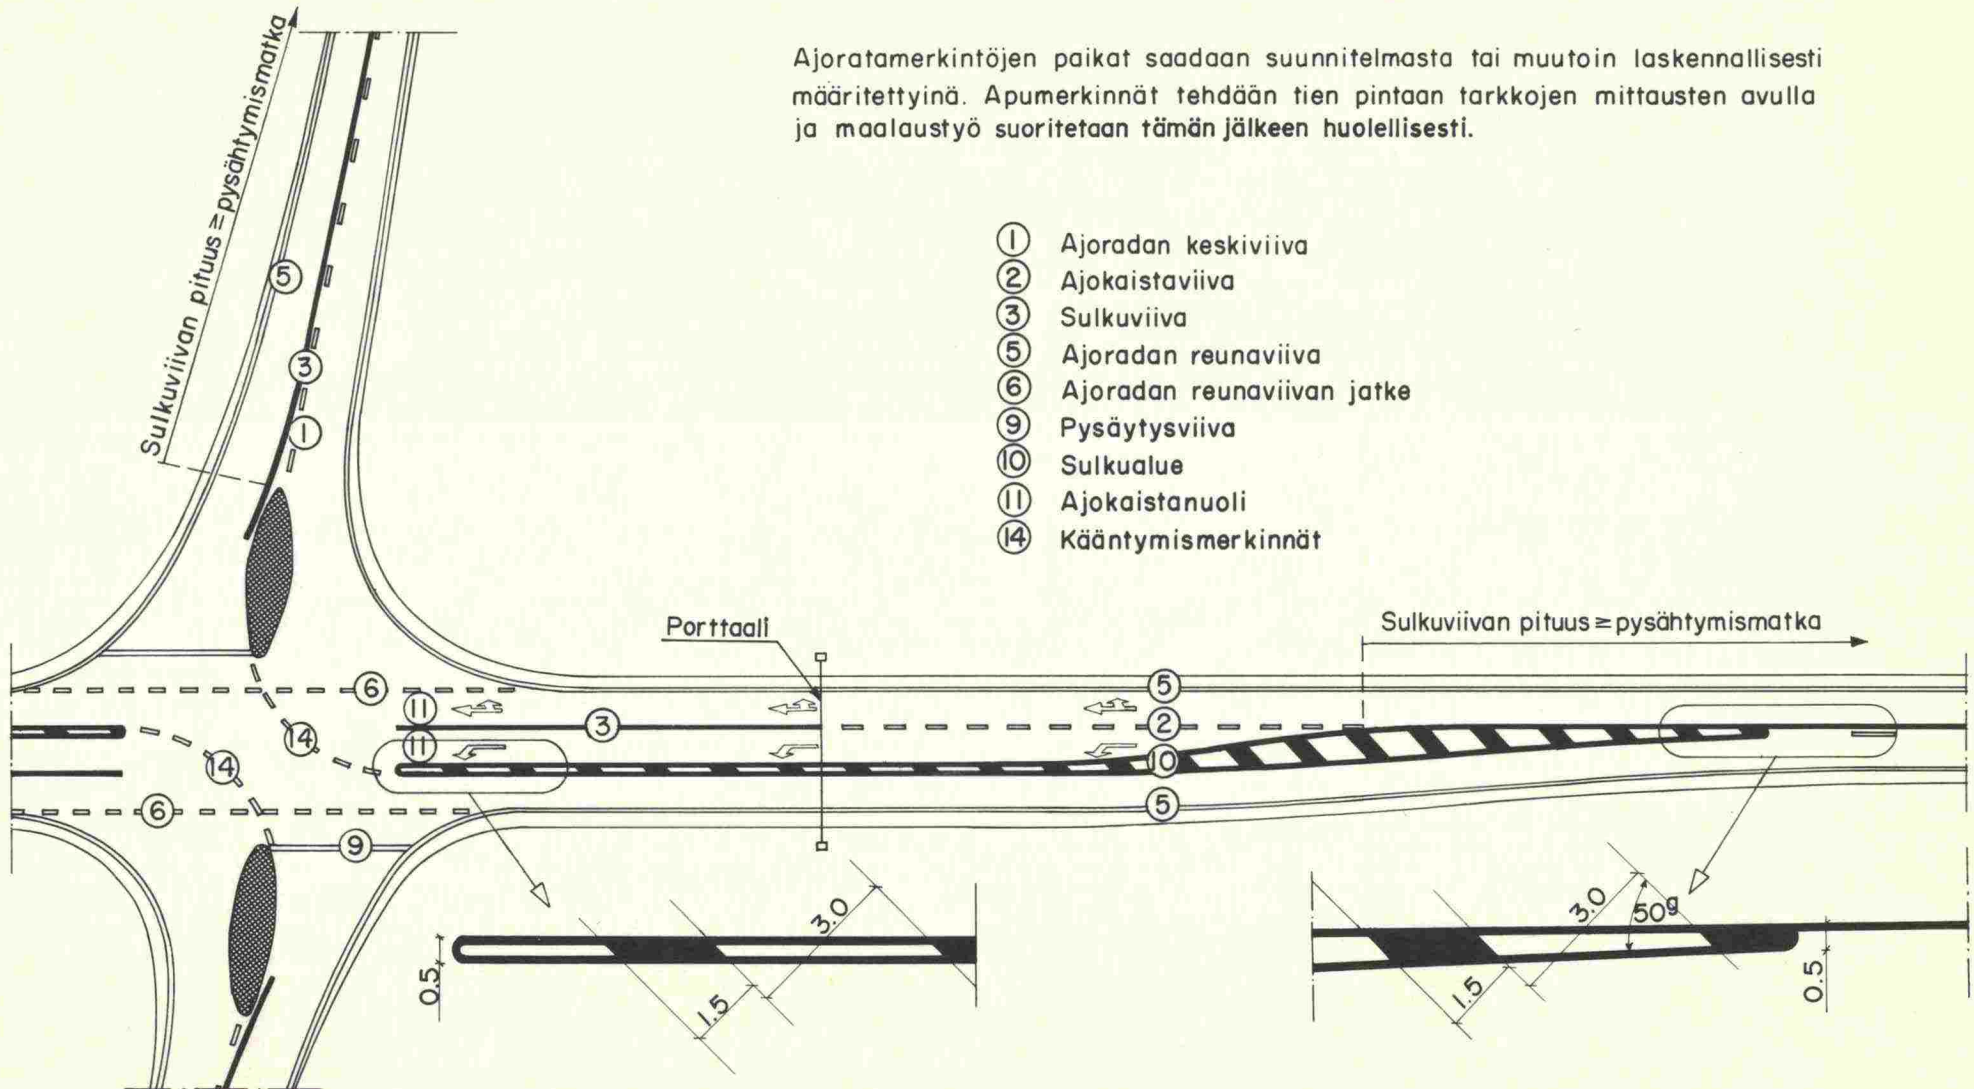 Ajoratamerkintöjen paikat saadaan suunnitelmasta tai muutoin laskennallisesti
määritettyinä. Apumerkinnät tehdään tien pintaan tarkkojen mittausten avulla
ja maalaustyö suoritetaan tämän jälkeen huolellisesti.
1 Ajoradan keskiviiva
2 Ajokaistaviiva
3 Sulkuviiva
5 Ajoradan reunaviiva
6 Ajoradan reunaviivan jatke
9 Pysäytysviiva
10 Sulkualue
11 Ajokaistanuoli
14 Kääntymismerkinnät
Sulkuviivan pituus ≥ pysähtymismatka
5
3
1
Porttaali
Sulkuviivan pituus ≥ pysähtymismatka
6
11
3
5
2
14
11
14
10
6
5
9
3.0
0.5
1.5
3.0
50g
1.5
0.5